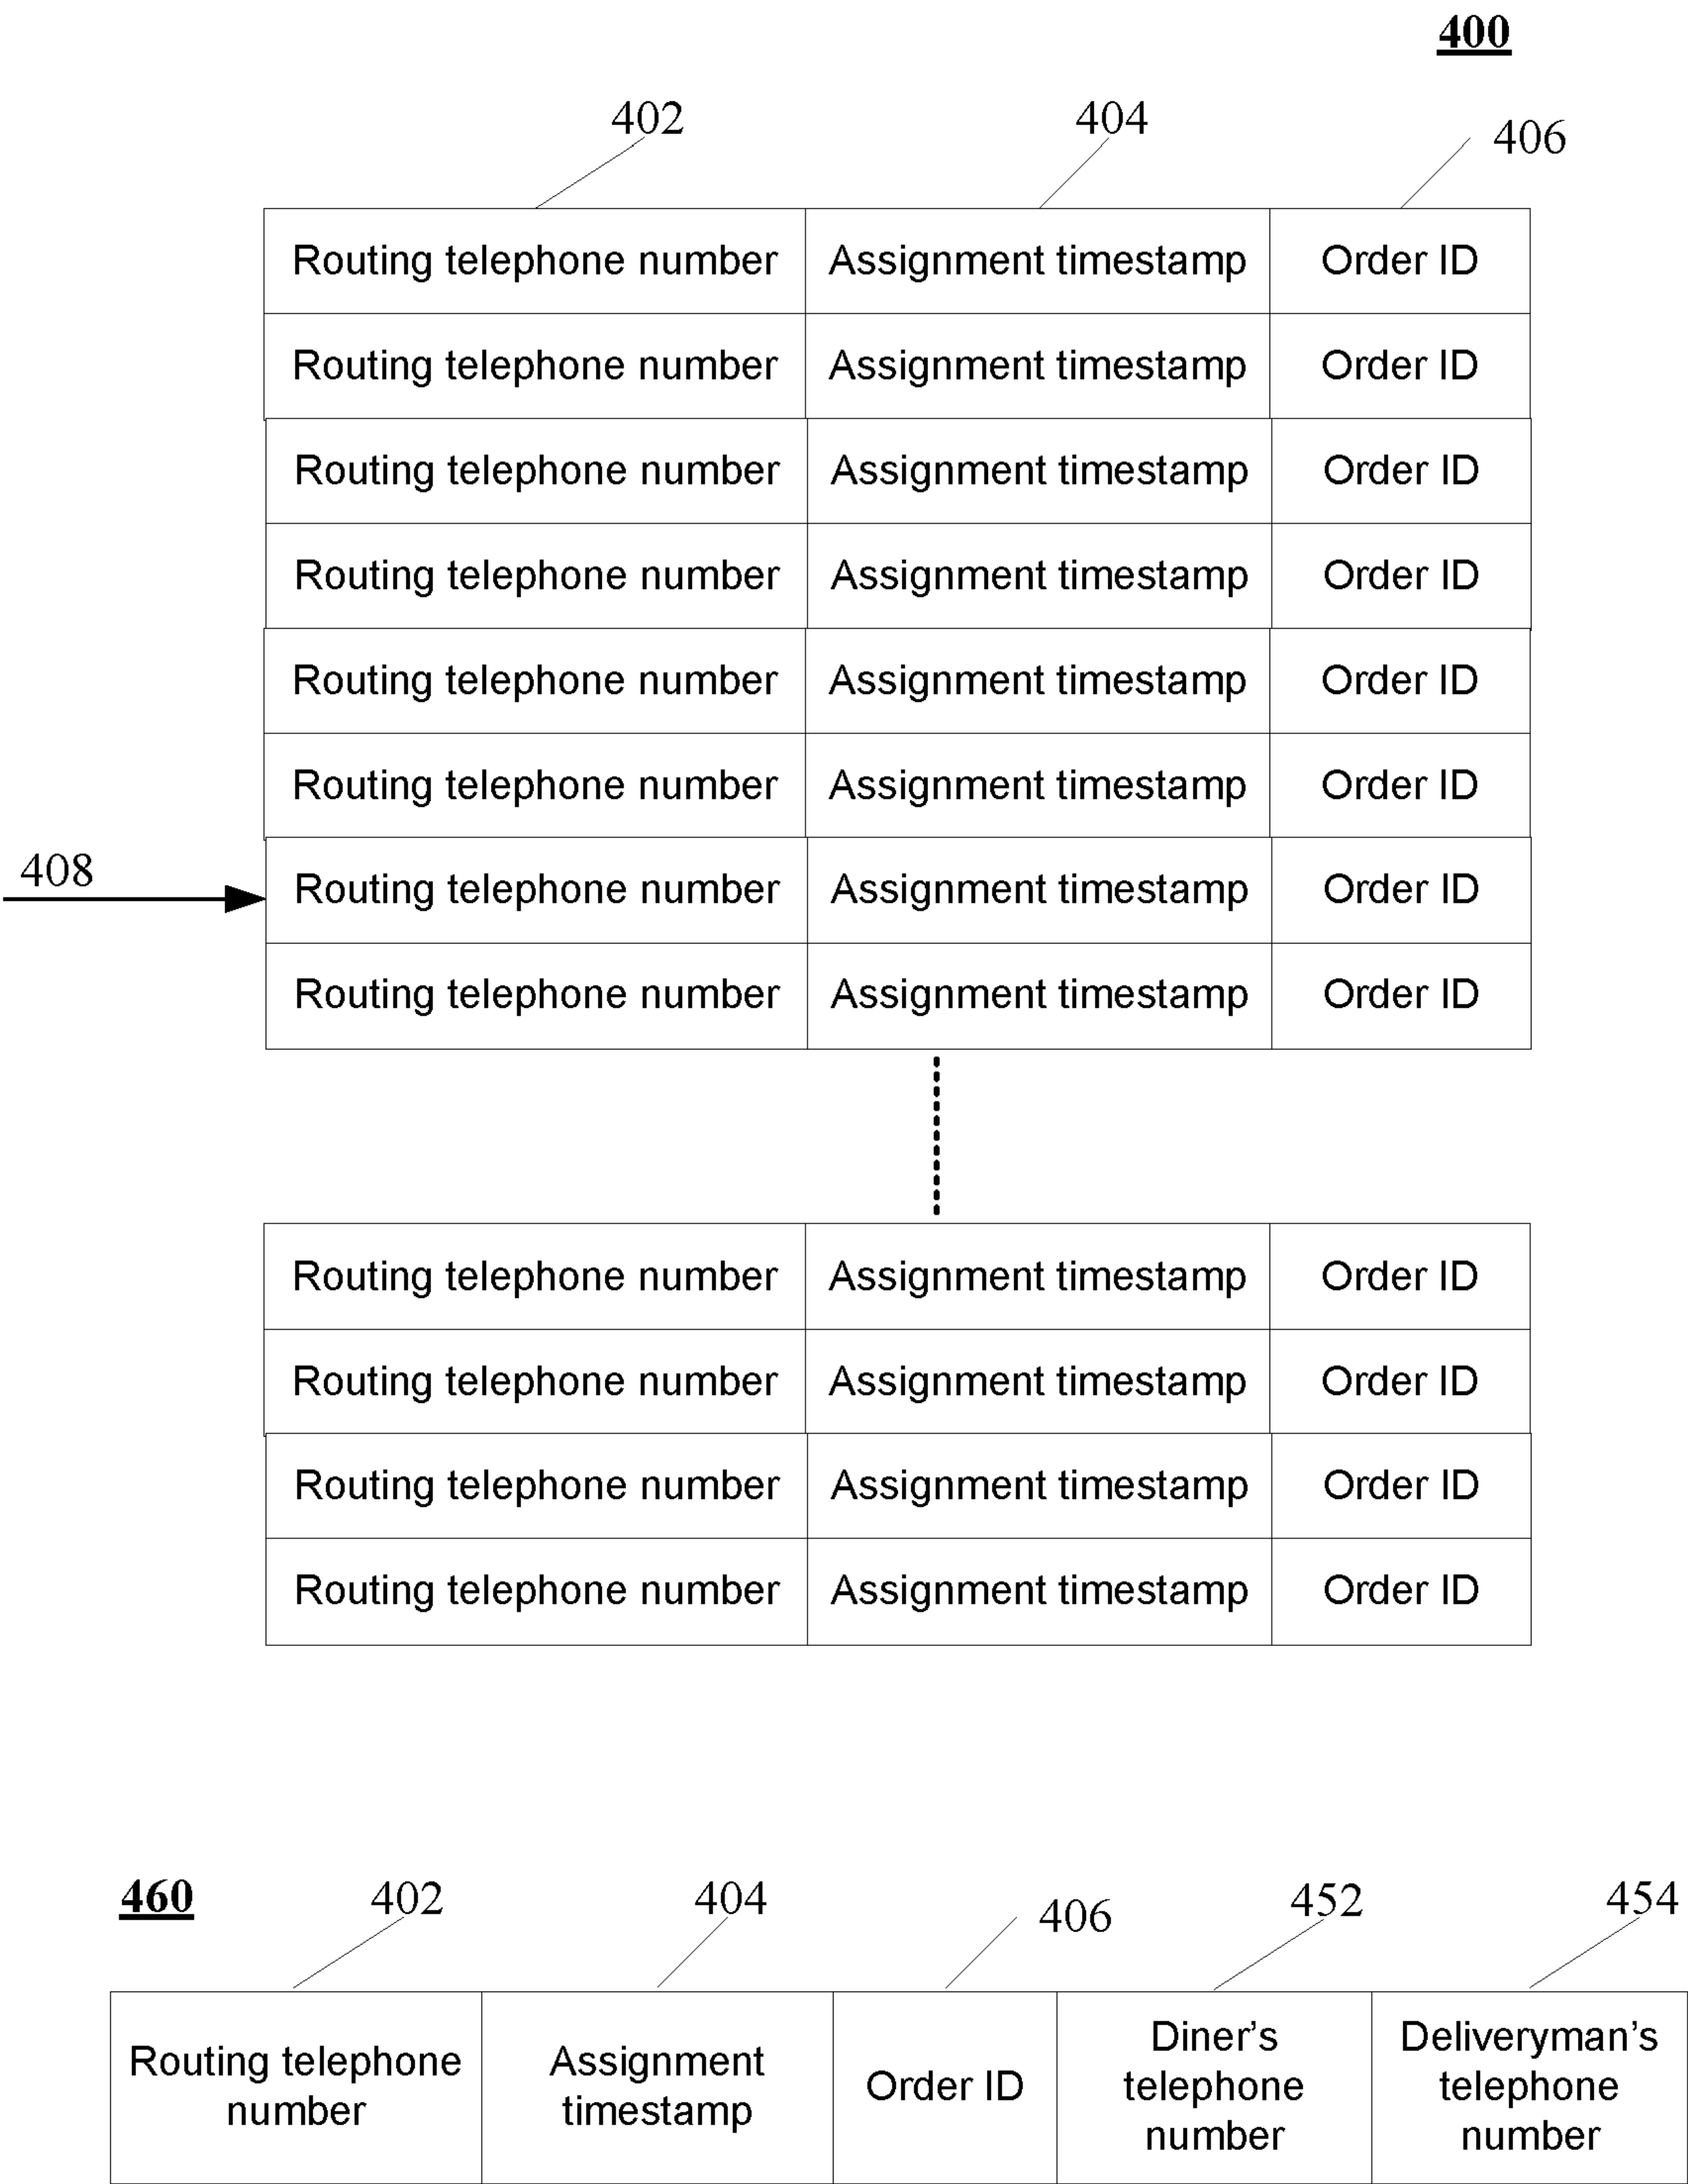 400
402 404 406
Routing telephone number Assignment timestamp Order ID
Routing telephone number Assignment timestamp Order ID
Routing telephone number Assignment timestamp Order ID
Routing telephone number Assignment timestamp Order ID
Routing telephone number Assignment timestamp Order ID
Routing telephone number Assignment timestamp Order ID
408 Routing telephone number Assignment timestamp Order ID
Routing telephone number Assignment timestamp Order ID
Routing telephone number Assignment timestamp Order ID
Routing telephone number Assignment timestamp Order ID
Routing telephone number Assignment timestamp Order ID
Routing telephone number Assignment timestamp Order ID
460 402 404 406 452 454
Routing telephone
number
Assignment
timestamp
Order ID
Diner’s
telephone
number
Deliveryman’s
telephone
number